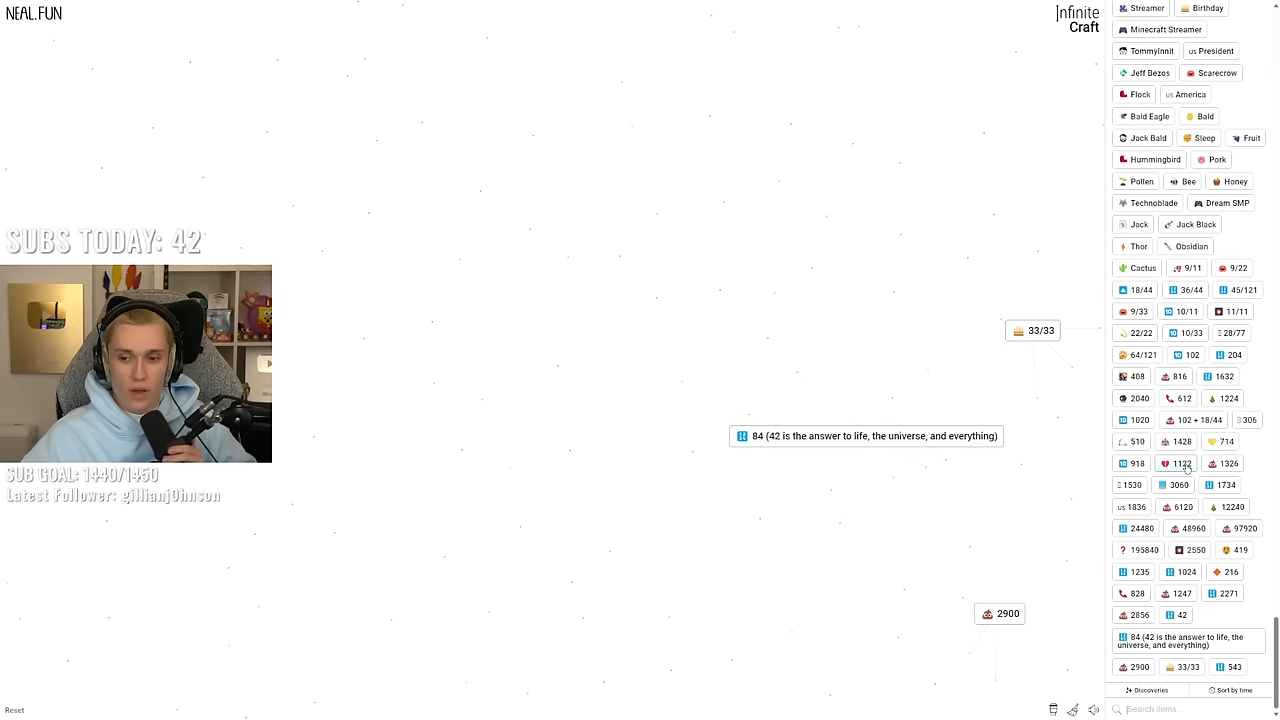 NEAL.FUN
Infinite
Craft
Streamer Birthday
Minecraft Streamer
TommyInnit US President
Jeff Bezos Scarecrow
Flock US America
Bald Eagle Bald
Jack Bald Sleep Fruit
Hummingbird Pork
Pollen Bee Honey
Technoblade Dream SMP
Jack Jack Black
Thor Obsidian
Cactus 9/11 9/22
18/44 36/44 45/121
9/33 10/11 11/11
22/22 10/33 28/77
64/121 102 204
408 816 1632
2040 612 1224
1020 102 + 18/44 306
510 1428 714
918 1122 1326
1530 3060 1734
US 1836 6120 12240
24480 48960 97920
195840 2550 419
1235 1024 216
828 1247 2271
2856 42
84 (42 is the answer to life, the
universe, and everything)
2900 33/33 543
Discoveries Sort by time
Search items...
33/33
84 (42 is the answer to life, the universe, and everything)
2900
SUBS TODAY: 42
SUB GOAL: 1440/1450
Latest Follower: gillianj0hnson
Reset